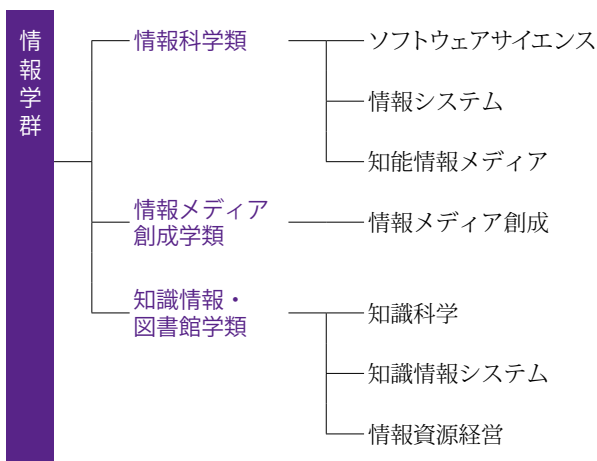 情報学群
情報科学類
ソフトウェアサイエンス
情報システム
知能情報メディア
情報メディア
創成学類
情報メディア創成
知識情報・
図書館学類
知識科学
知識情報システム
情報資源経営